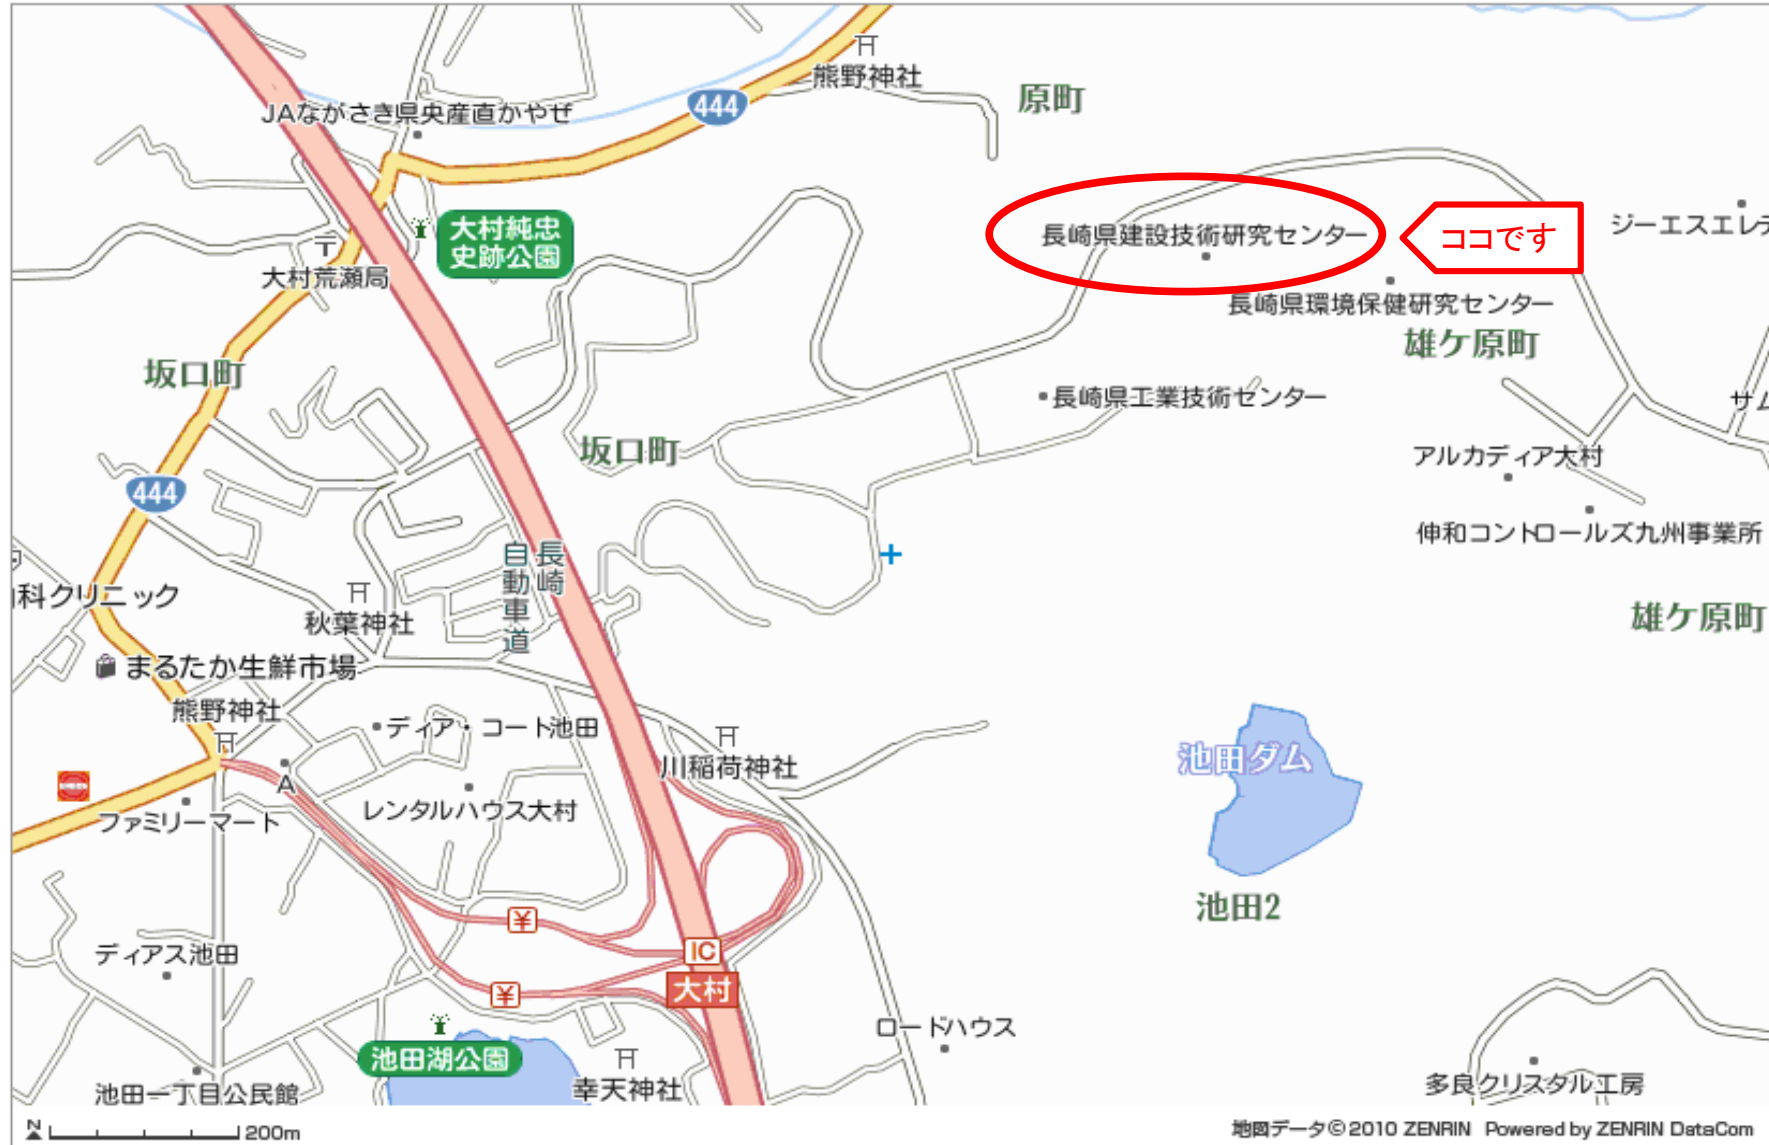 熊野神社
原町
444
JAながさき県央産直かやぜ
大村純忠
史跡公園
長崎県建設技術研究センター
ココです
ジーエスエレテ
大村荒瀬局
長崎県環境保健研究センター
雄ケ原町
坂口町
長崎県工業技術センター
サム
坂口町
アルカディア大村
444
伸和コントロールズ九州事業所
長崎
自動車道
科クリニック
秋葉神社
雄ケ原町
まるたか生鮮市場
熊野神社
ディア・コート池田
川稲荷神社
池田ダム
A
レンタルハウス大村
ファミリーマート
池田2
¥
IC
大村
ディアス池田
¥
ロードハウス
池田湖公園
幸天神社
多良クリスタル工房
池田一丁目公民館
N
200m
地図データ©2010 ZENRIN Powered by ZENRIN DataCom